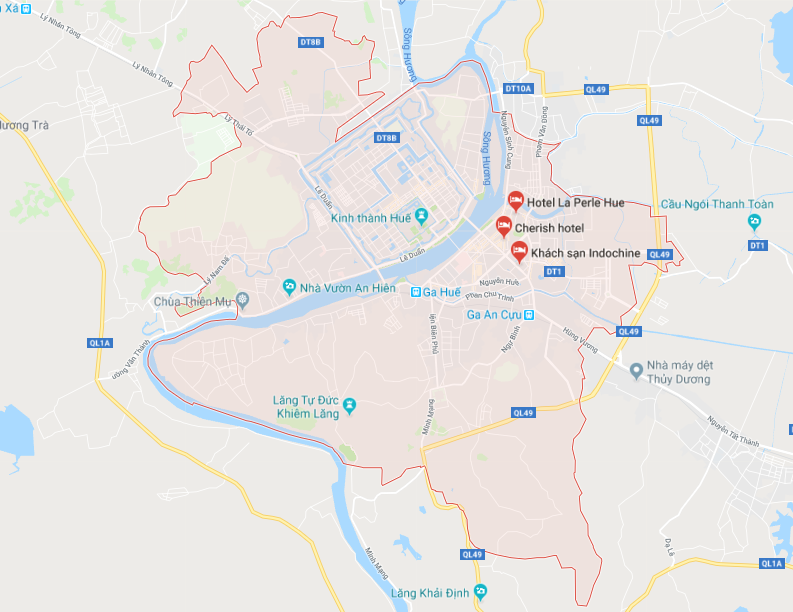 Xá
DT8B
Lý Nhân Tông
Lý Nhân Tông
Sông Hương
DT10A
QL49
QL49
Hương Trà
Lý Thái Tổ
DT8B
Sông Hương
Nguyễn Sinh Cung
Phạm Văn Đồng
Lê Duẩn
Hotel La Perle Hue
Cầu Ngói Thanh Toàn
Kinh thành Huế
Cherish hotel
DT1
Lê Duẩn
Khách sạn Indochine
QL49
DT1
Lý Nam Đế
Nguyễn Huệ
Phan Chu Trinh
Nhà Vườn An Hiên
Ga Huế
Chùa Thiên Mụ
Ga An Cựu
QL49
QL1A
Điện Biên Phủ
Ngự Bình
Hùng Vương
Văn Thánh
Nhà máy dệt
Thủy Dương
Lăng Tự Đức
Khiêm Lăng
Minh Mạng
QL49
Nguyễn Tất Thành
QL49
Minh Mạng
Dạ Lê
QL1A
Lăng Khải Định